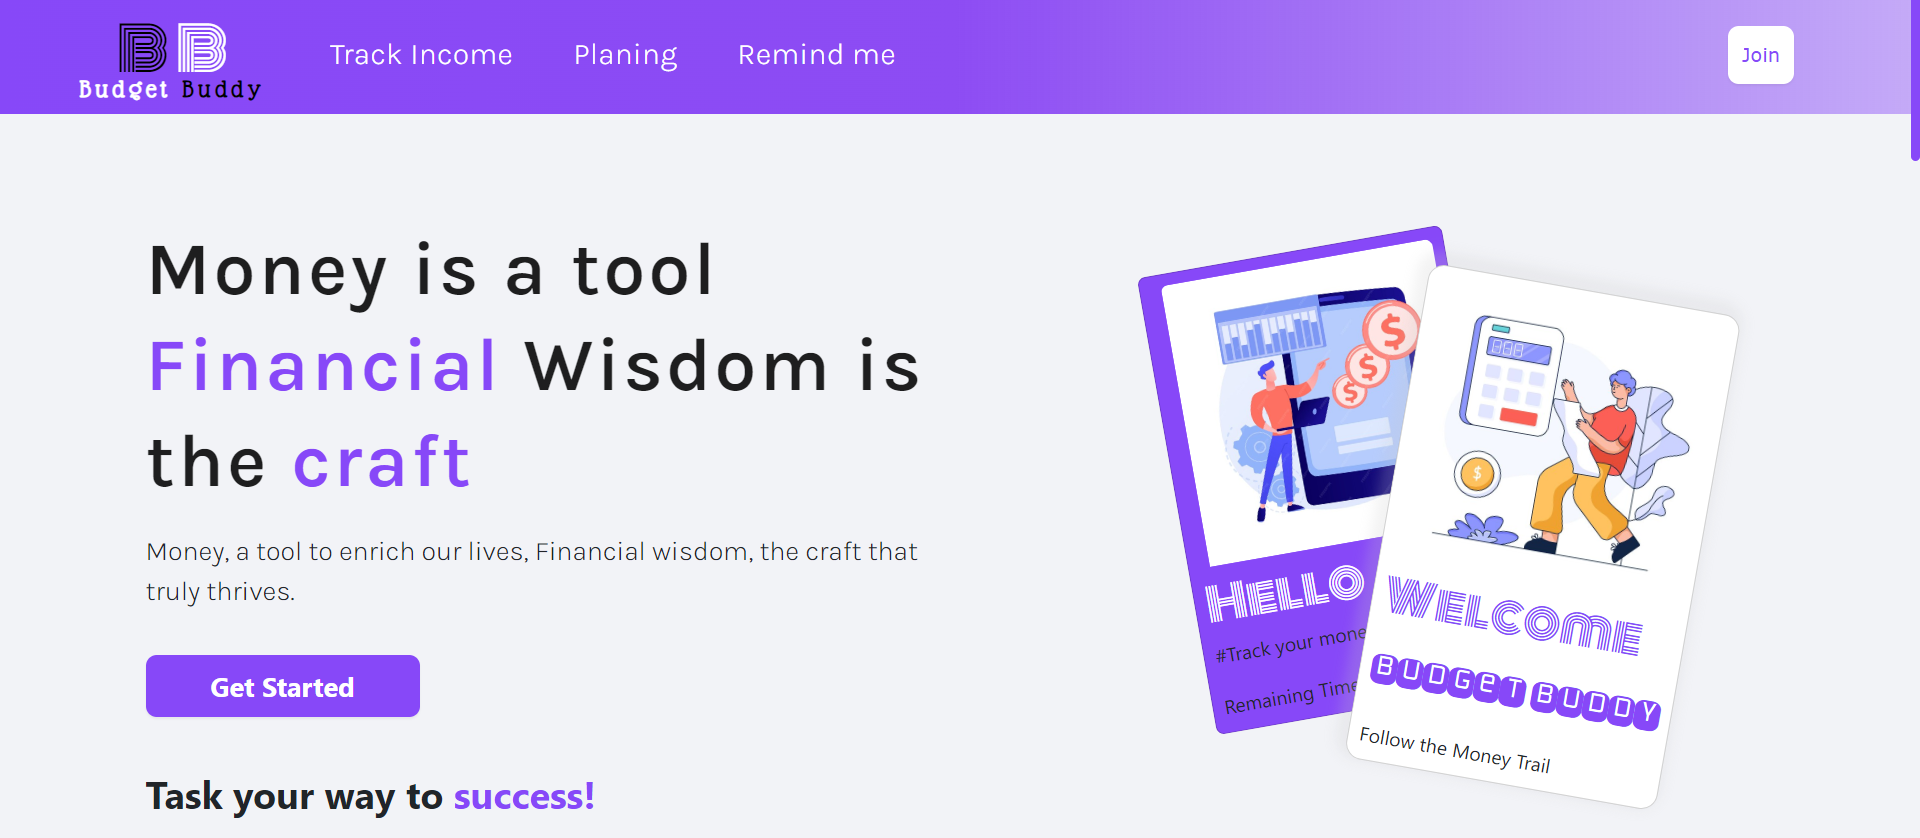 BB
Budget Buddy
Track Income
Planing
Remind me
Join
Money is a tool
Financial Wisdom is
the craft
Money, a tool to enrich our lives, Financial wisdom, the craft that
truly thrives.
Get Started
Task your way to success!
$
$
$
HELLO
#Track your mone
Remaining Time
888
$
WELCOME
BUDGET BUDDY
Follow the Money Trail